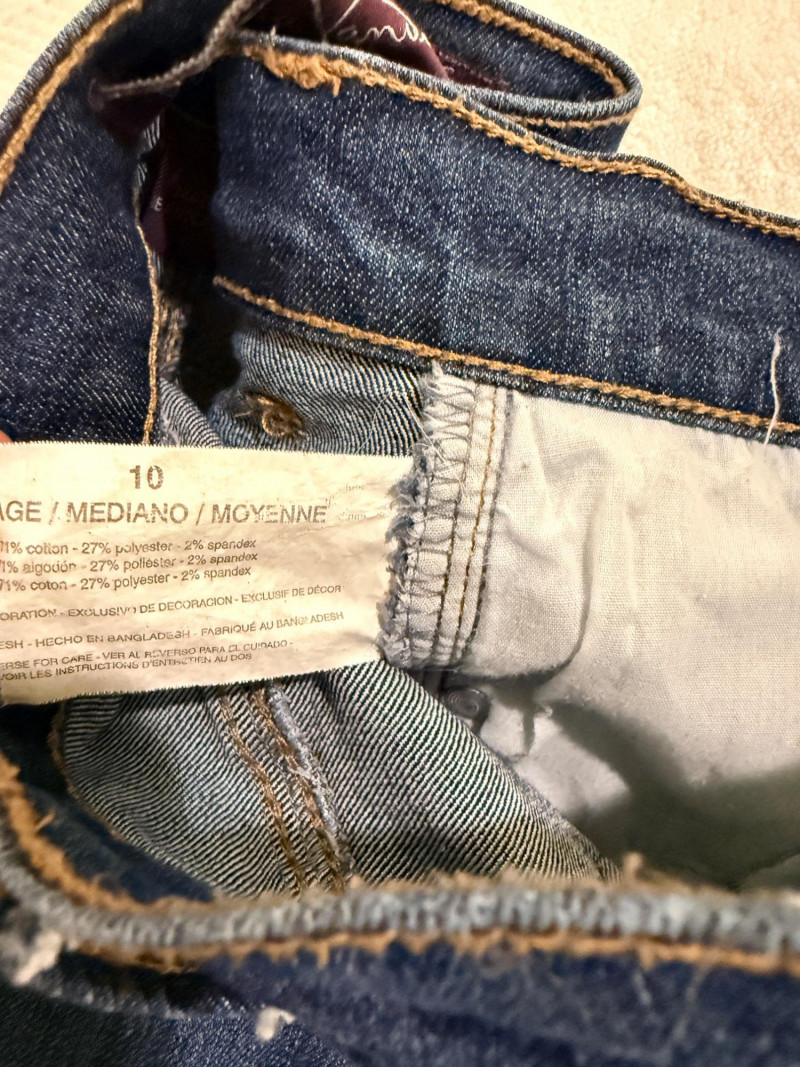 10
AGE / MEDIANO / MOYENNE
71% cotton - 27% polyester - 2% spandex
71% algodón - 27% poliéster - 2% spandex
71% coton - 27% polyester - 2% spandex
ORATION - EXCLUSIVO DE DECORACION - EXCLUSIF DE DÉCOR
ESH - HECHO EN BANGLADESH - FABRIQUÉ AU BANGLADESH
ERSE FOR CARE - VER AL REVERSO PARA EL CUIDADO -
VOIR LES INSTRUCTIONS D'ENTRETIEN AU DOS